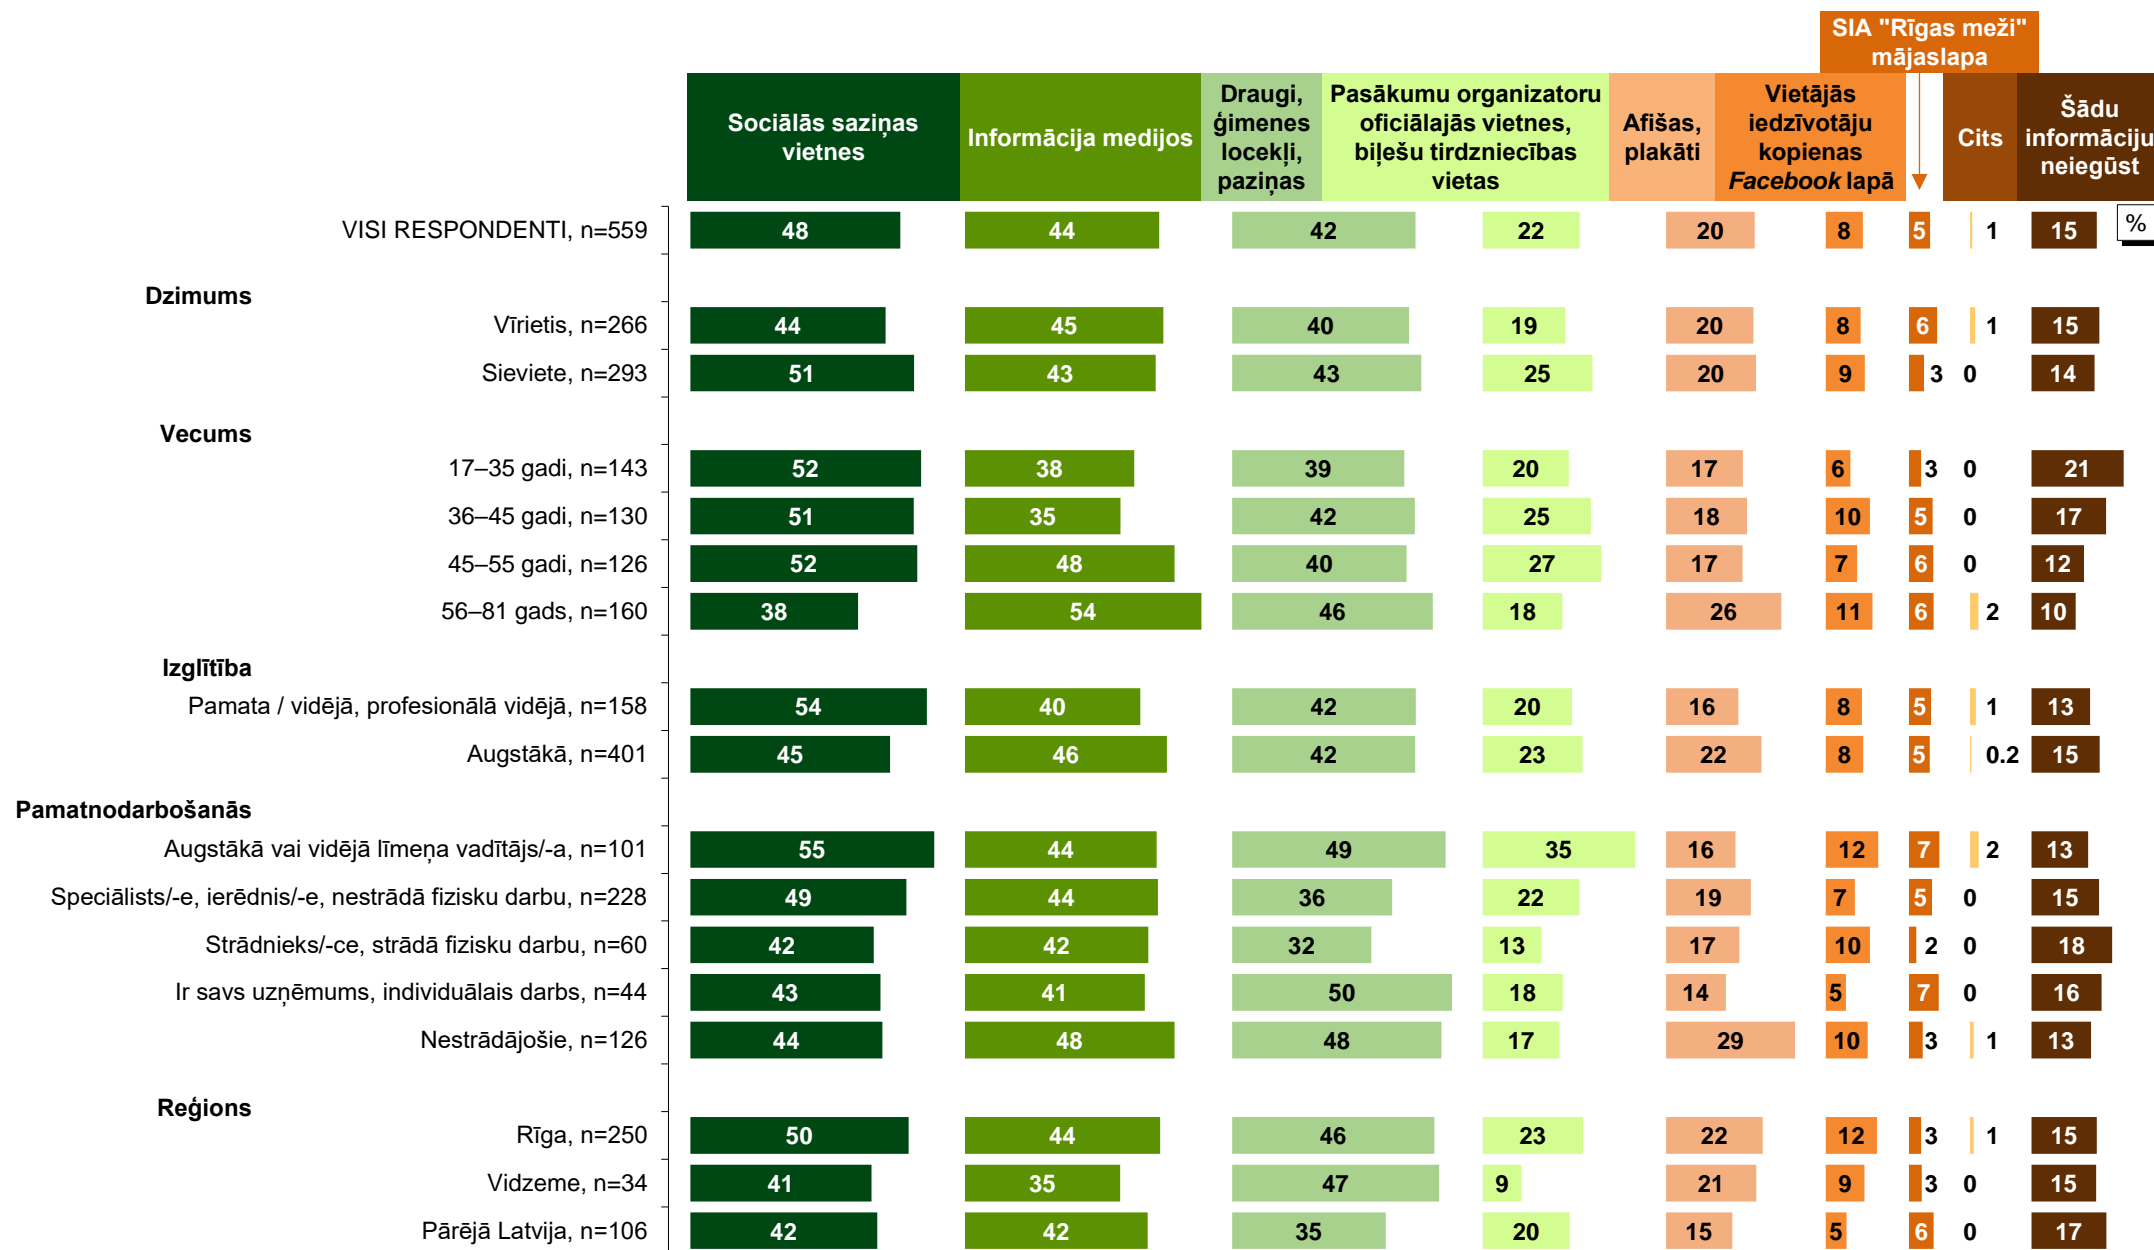 SIA "Rīgas meži"
mājaslapa
Sociālās saziņas
vietnes
Informācija medijos
Draugi,
ģimenes
locekļi,
paziņas
Pasākumu organizatoru
oficiālajās vietnes,
biļešu tirdzniecības
vietas
Afišas,
plakāti
Vietājās
iedzīvotāju
kopienas
Facebook lapā
Cits
Šādu
informāciju
neiegūst
%
VISI RESPONDENTI, n=559 48 44 42 22 20 8 5 1 15
Dzimums
Vīrietis, n=266 44 45 40 19 20 8 6 1 15
Sieviete, n=293 51 43 43 25 20 9 3 0 14
Vecums
17–35 gadi, n=143 52 38 39 20 17 6 3 0 21
36–45 gadi, n=130 51 35 42 25 18 10 5 0 17
45–55 gadi, n=126 52 48 40 27 17 7 6 0 12
56–81 gads, n=160 38 54 46 18 26 11 6 2 10
Izglītība
Pamata / vidējā, profesionālā vidējā, n=158 54 40 42 20 16 8 5 1 13
Augstākā, n=401 45 46 42 23 22 8 5 0.2 15
Pamatnodarbošanās
Augstākā vai vidējā līmeņa vadītājs/-a, n=101 55 44 49 35 16 12 7 2 13
Speciālists/-e, ierēdnis/-e, nestrādā fizisku darbu, n=228 49 44 36 22 19 7 5 0 15
Strādnieks/-ce, strādā fizisku darbu, n=60 42 42 32 13 17 10 2 0 18
Ir savs uzņēmums, individuālais darbs, n=44 43 41 50 18 14 5 7 0 16
Nestrādājošie, n=126 44 48 48 17 29 10 3 1 13
Reģions
Rīga, n=250 50 44 46 23 22 12 3 1 15
Vidzeme, n=34 41 35 47 9 21 9 3 0 15
Pārējā Latvija, n=106 42 42 35 20 15 5 6 0 17